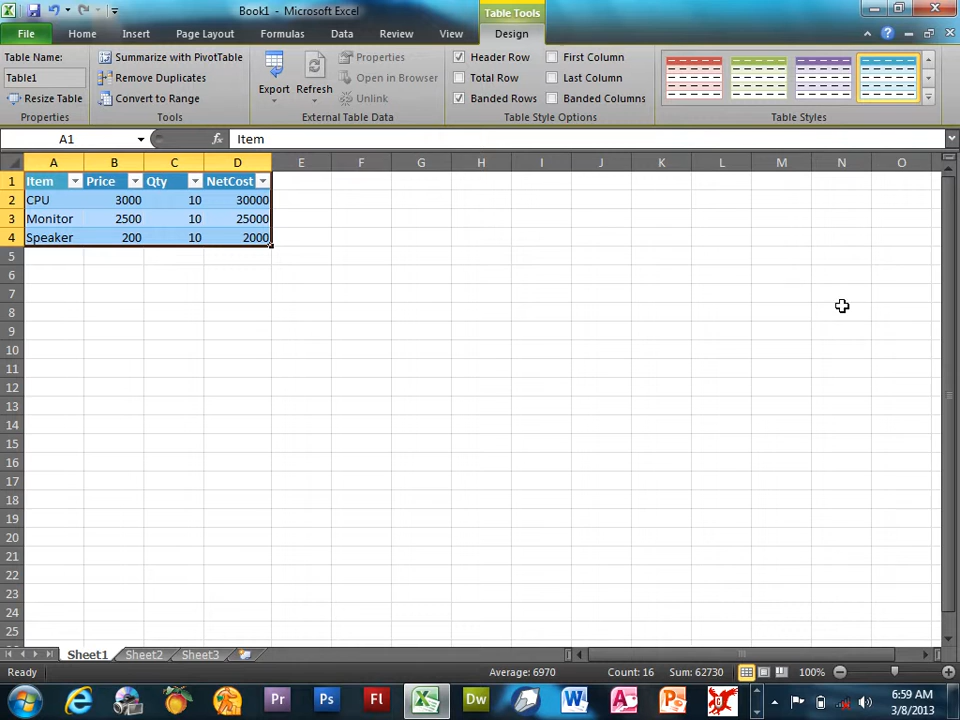 Book1 - Microsoft Excel
Table Tools
File Home Insert Page Layout Formulas Data Review View Design
Table Name:
Table1
Resize Table
Properties
Summarize with PivotTable
Remove Duplicates
Convert to Range
Tools
Export
Refresh
Properties
Open in Browser
Unlink
External Table Data
Header Row
Total Row
Banded Rows
First Column
Last Column
Banded Columns
Table Style Options
Table Styles
A1 fx Item
A B C D E F G H I J K L M N O
1 Item Price Qty NetCost
2 CPU 3000 10 30000
3 Monitor 2500 10 25000
4 Speaker 200 10 2000
5
6
7
8
9
10
11
12
13
14
15
16
17
18
19
20
21
22
23
24
25
Sheet1 Sheet2 Sheet3
Ready Average: 6970 Count: 16 Sum: 62730 100%
Pr Ps Fl Dw W A P
6:59 AM
3/8/2013